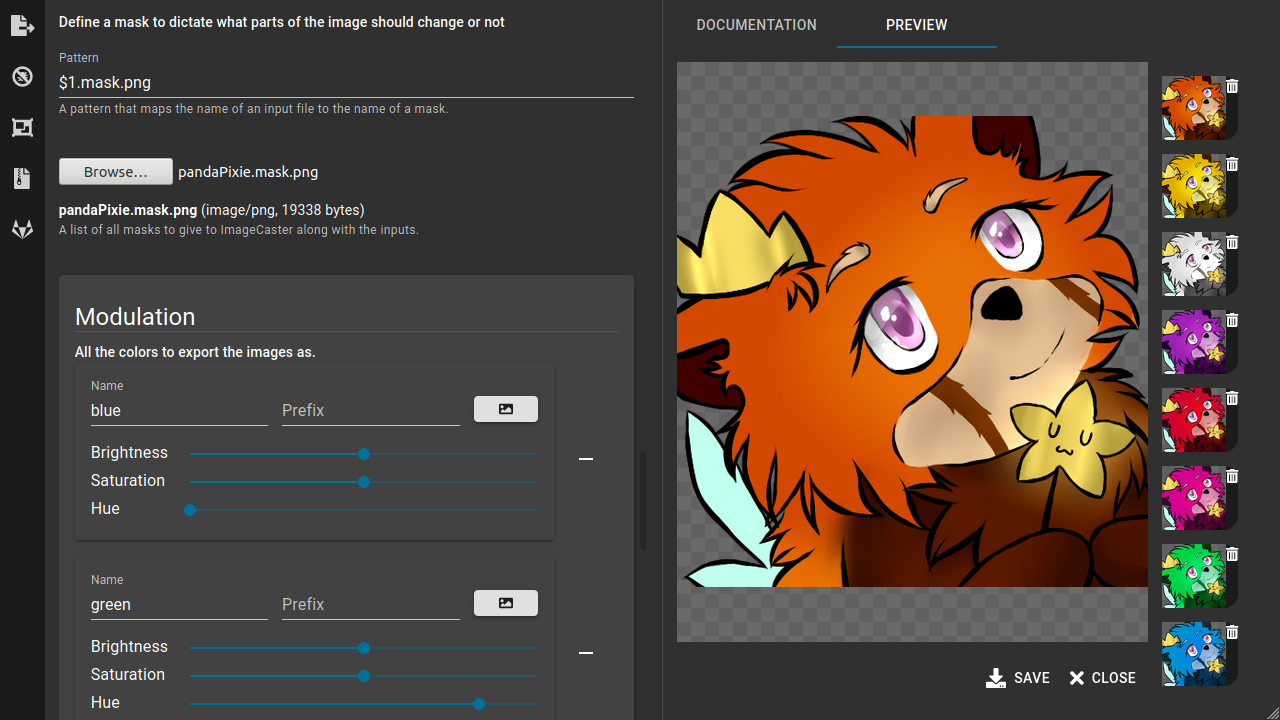 Define a mask to dictate what parts of the image should change or not
Pattern
$1.mask.png
A pattern that maps the name of an input file to the name of a mask.
Browse...
pandaPixie.mask.png
pandaPixie.mask.png (image/png, 19338 bytes)
A list of all masks to give to ImageCaster along with the inputs.
Modulation
All the colors to export the images as.
Name
blue
Prefix
Brightness
Saturation
Hue
Name
green
Prefix
Brightness
Saturation
Hue
DOCUMENTATION
PREVIEW
SAVE
CLOSE